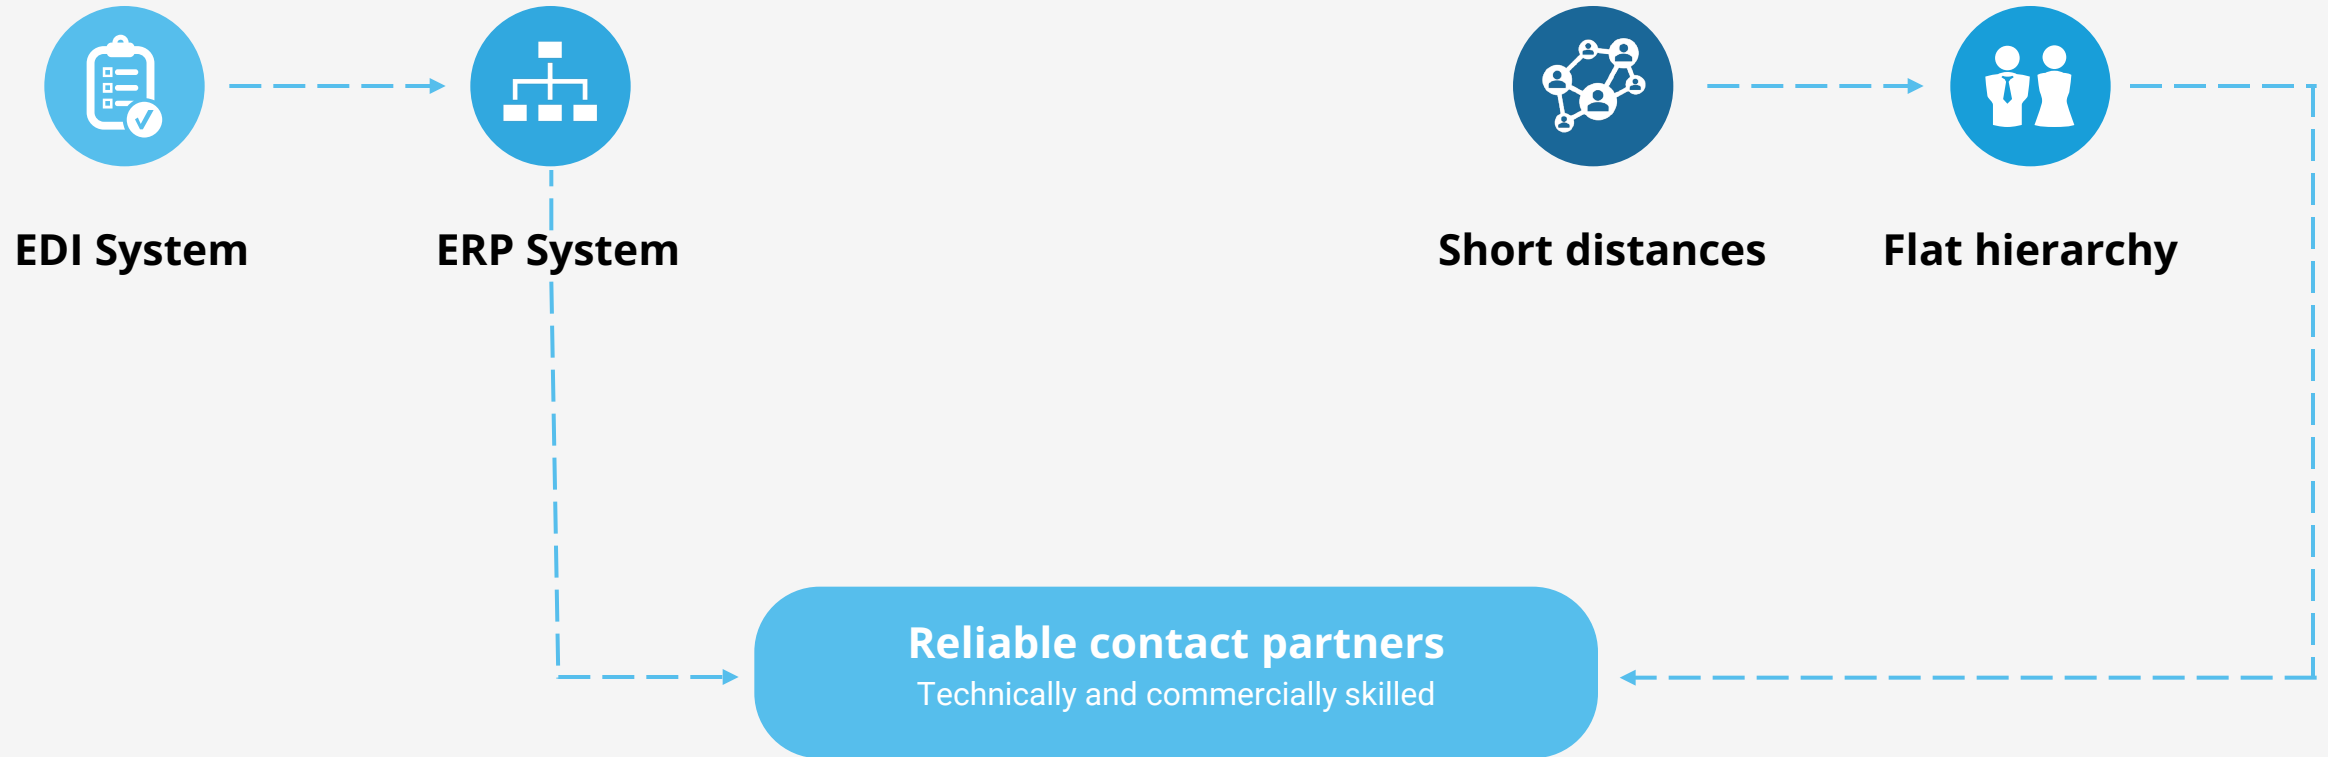 EDI System
ERP System
Short distances
Flat hierarchy
Reliable contact partners
Technically and commercially skilled